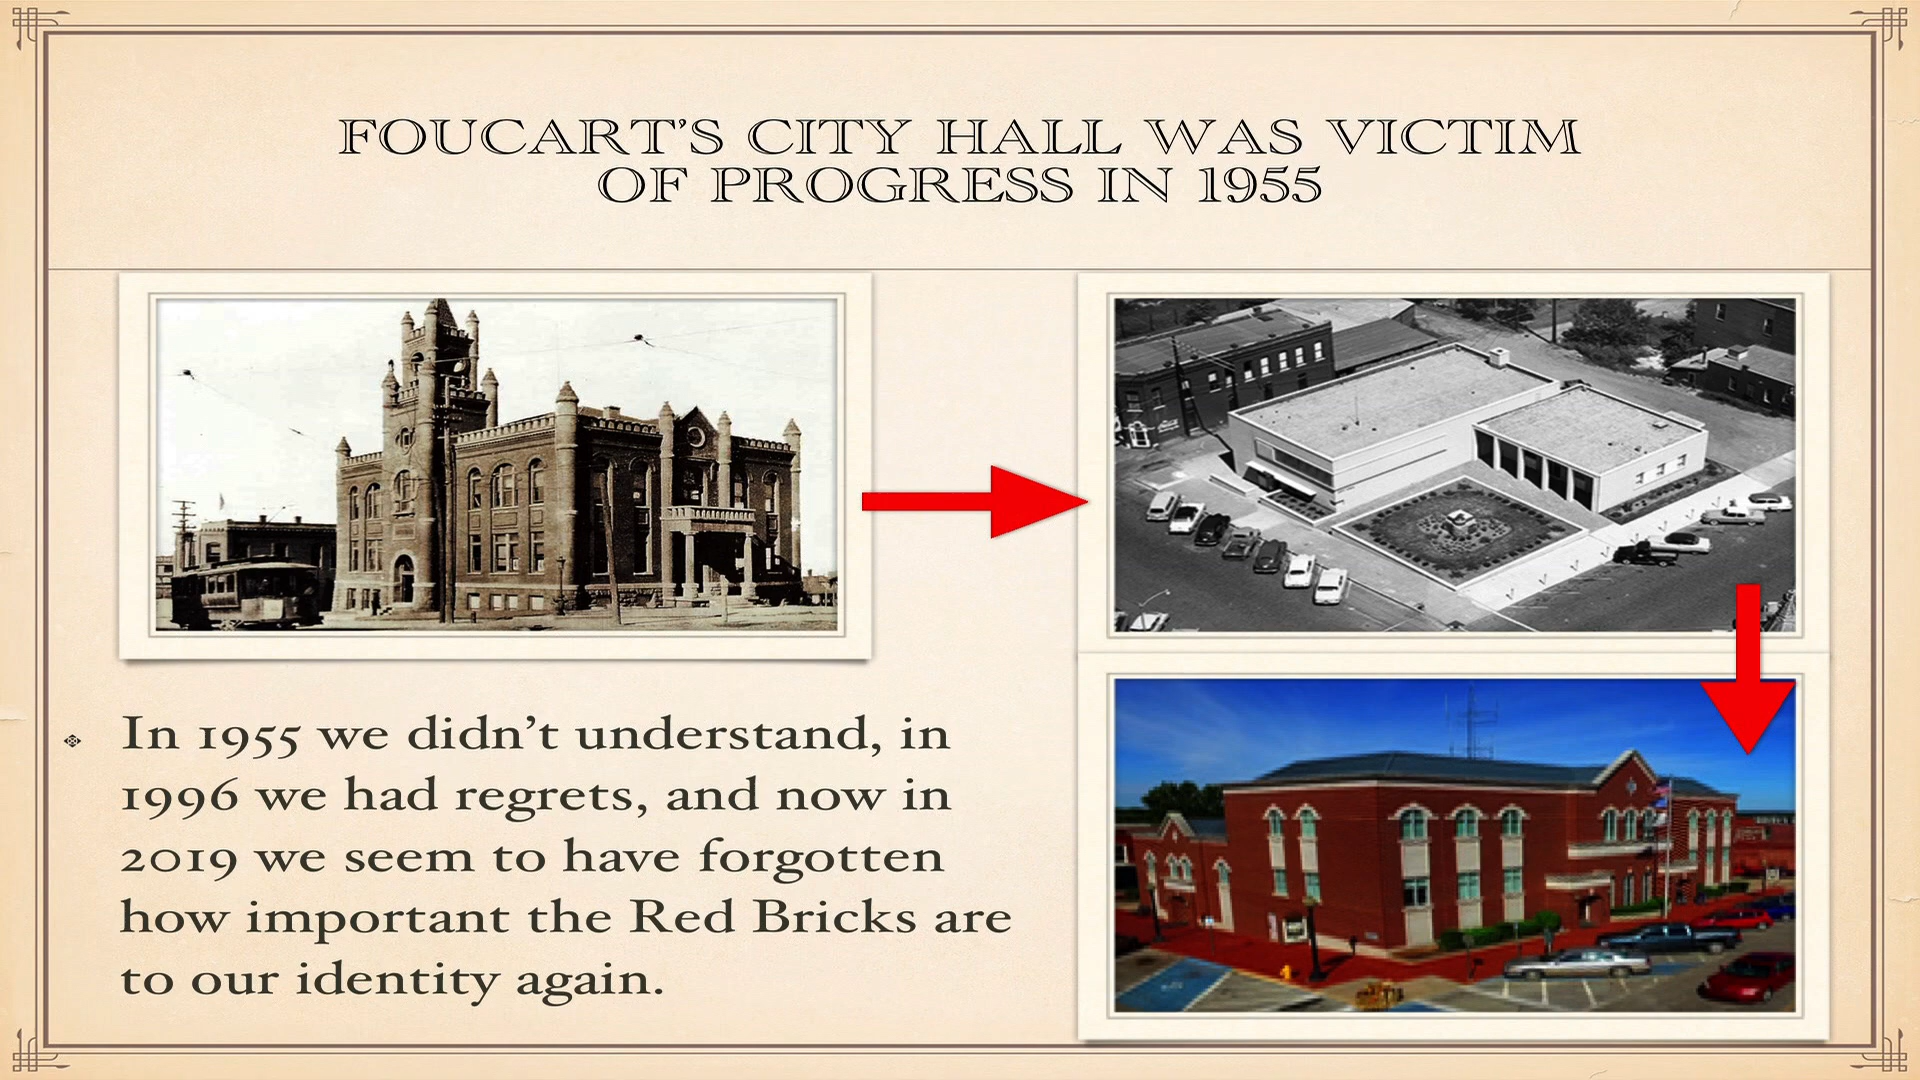 FOUCART'S CITY HALL WAS VICTIM
OF PROGRESS IN 1955
In 1955 we didn't understand, in
1996 we had regrets, and now in
2019 we seem to have forgotten
how important the Red Bricks are
to our identity again.